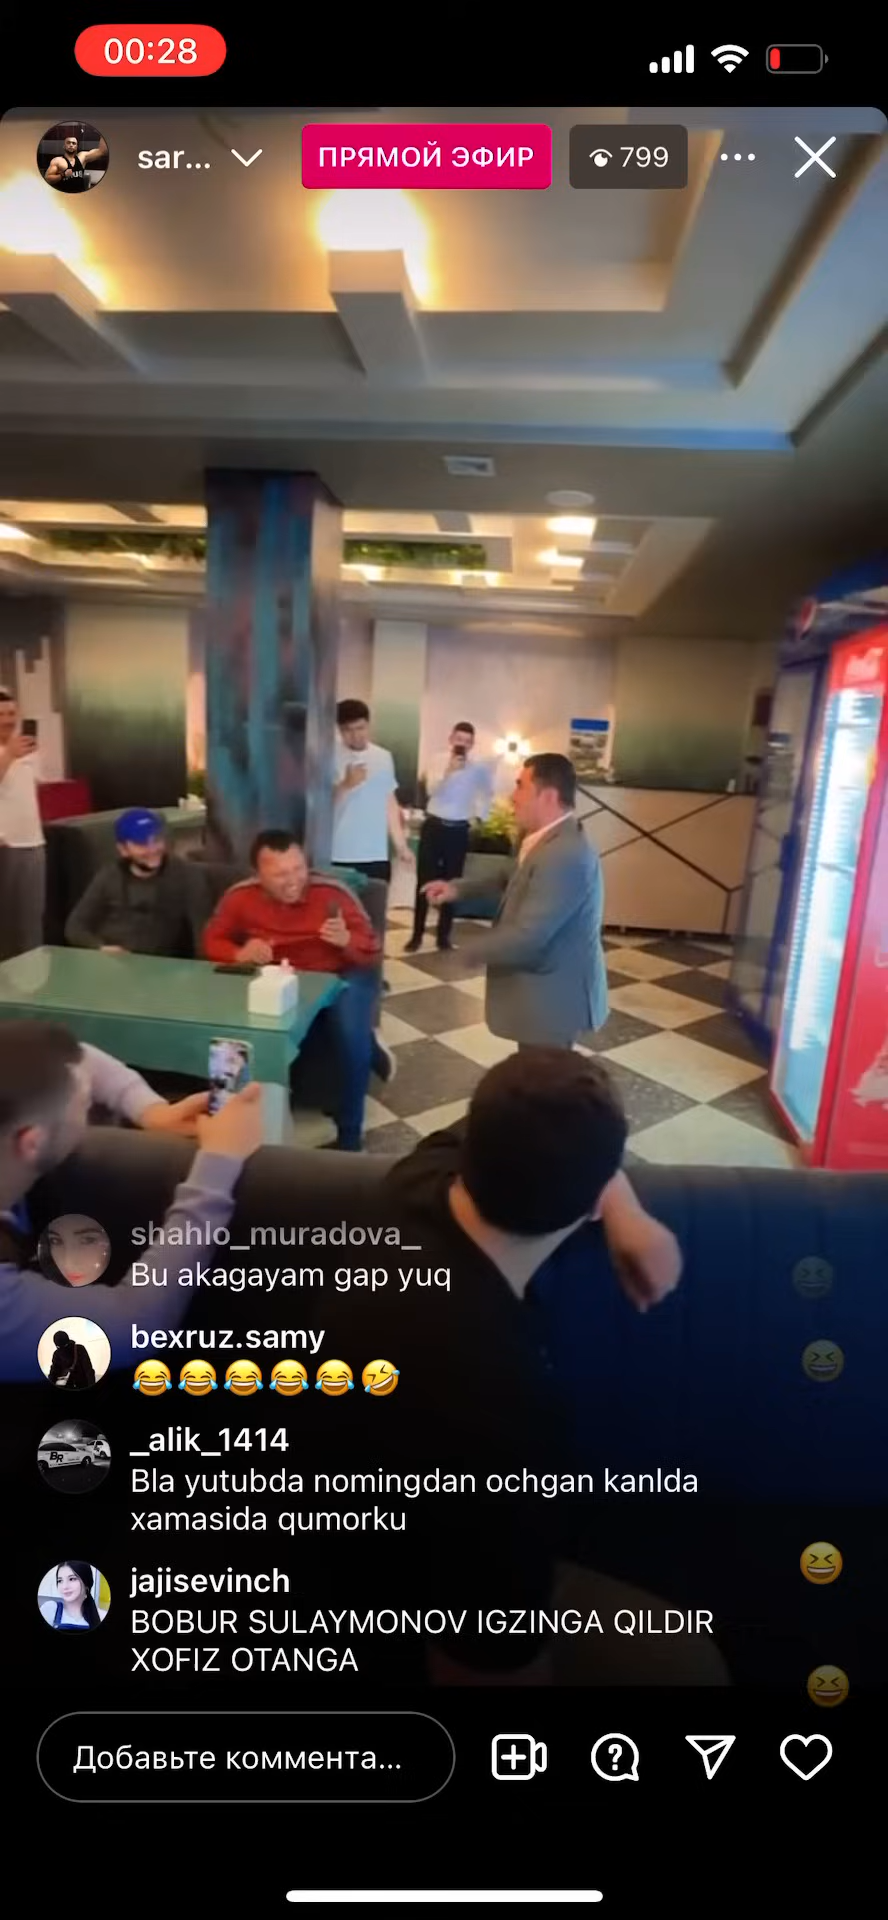 00:28
sar...
ПРЯМОЙ ЭФИР
799
shahlo_muradova_
Bu akagayam gap yuq
bexruz.samy
😂😂😂😂😂🤣
_alik_1414
Bla yutubda nomingdan ochgan kanlda
xamasida qumorku
jajisevinch
BOBUR SULAYMONOV IGZINGA QILDIR
XOFIZ OTANGA
Добавьте коммента...